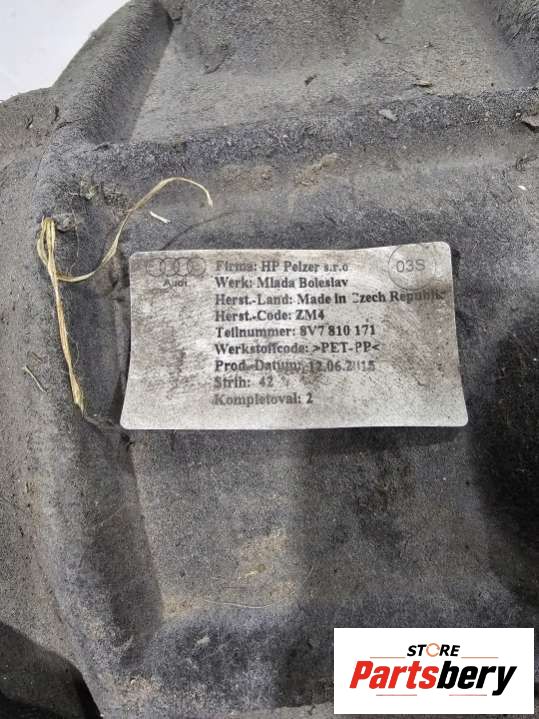 Audi
03S
Firma: HP Pelzer s.r.o
Werk: Mlada Boleslav
Herst.-Land: Made in Czech Republic
Herst.-Code: ZM4
Teilnummer: 8V7 810 171
Werkstoffcode: >PET-PP<
Prod.-Datum: 12.06.2015
Strih: 42
Kompletoval: 2
STORE
Partsbery